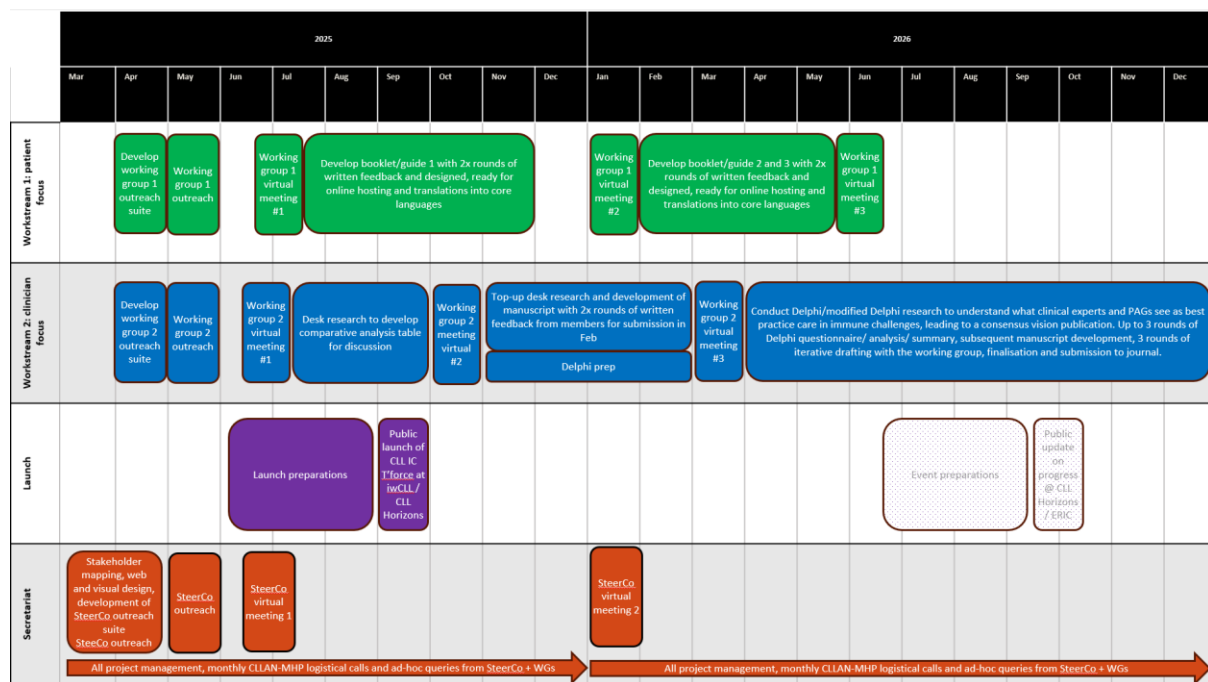 2025
2026
Mar
Apr
May
Jun
Jul
Aug
Sep
Oct
Nov
Dec
Jan
Feb
Mar
Apr
May
Jun
Jul
Aug
Sep
Oct
Nov
Dec
Workstream 1: patient
focus
Develop
working
group 1
outreach
suite
Working
group 1
outreach
Working
group 1
virtual
meeting
#1
Develop booklet/guide 1 with 2x rounds of
written feedback and designed, ready for
online hosting and translations into core
languages
Working
group 1
virtual
meeting
#2
Develop booklet/guide 2 and 3 with 2x
rounds of written feedback and
designed, ready for online hosting and
translations into core languages
Working
group 1
virtual
meeting
#3
Workstream 2: clinician
focus
Develop
working
group 2
outreach
suite
Working
group 2
outreach
Working
group 2
virtual
meeting
#1
Desk research to develop
comparative analysis table
for discussion
Working
group 2
meeting
virtual
#2
Top-up desk research and development of
manuscript with 2x rounds of written
feedback from members for submission in
Feb
Delphi prep
Working
group 2
virtual
meeting
#3
Conduct Delphi/modified Delphi research to understand what clinical experts and PAGs see as best
practice care in immune challenges, leading to a consensus vision publication. Up to 3 rounds of
Delphi questionnaire/ analysis/ summary, subsequent manuscript development, 3 rounds of
iterative drafting with the working group, finalisation and submission to journal.
Launch
Launch preparations
Public
launch of
CLL IC
T'force at
iwCLL /
CLL
Horizons
Event preparations
Public
update
on
progress
@ CLL
Horizons
/ ERIC
Secretariat
Stakeholder
mapping, web
and visual design,
development of
SteerCo outreach
suite
SteeCo outreach
SteerCo
outreach
SteerCo
virtual
meeting 1
SteerCo
virtual
meeting 2
All project management, monthly CLLAN-MHP logistical calls and ad-hoc queries from SteerCo + WGs
All project management, monthly CLLAN-MHP logistical calls and ad-hoc queries from SteerCo + WGs